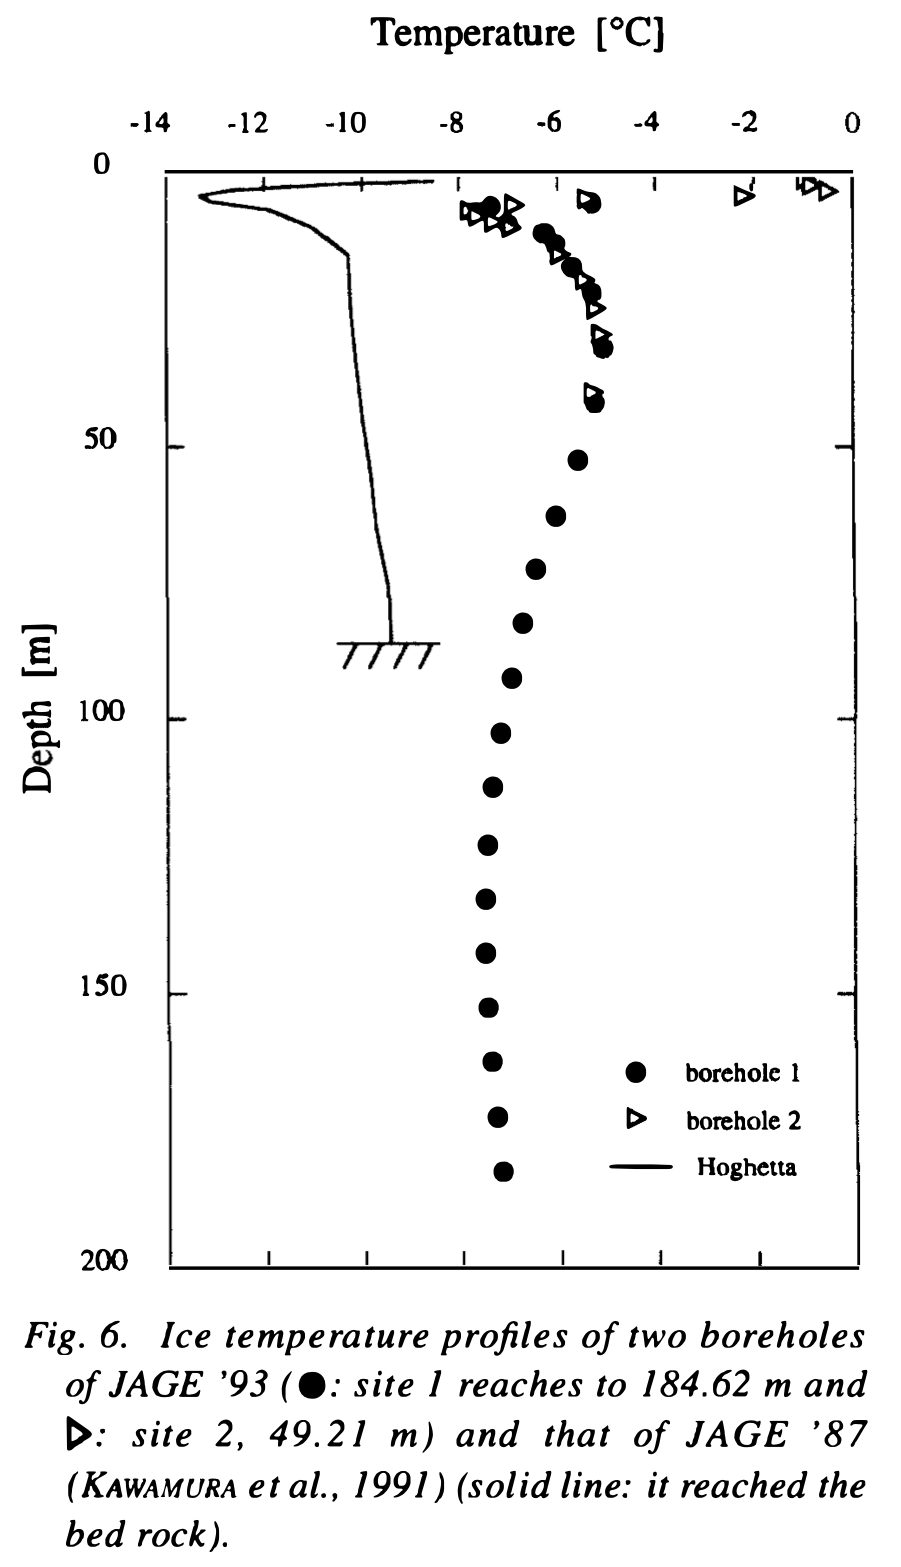 Temperature [°C]
-14 -12 -10 -8 -6 -4 -2 0
0
50
Depth [m]
100
150
borehole 1
borehole 2
Hoghetta
200
Fig. 6. Ice temperature profiles of two boreholes
of JAGE '93 (●: site 1 reaches to 184.62 m and
▷: site 2, 49.21 m) and that of JAGE '87
(KAWAMURA et al., 1991) (solid line: it reached the
bed rock).